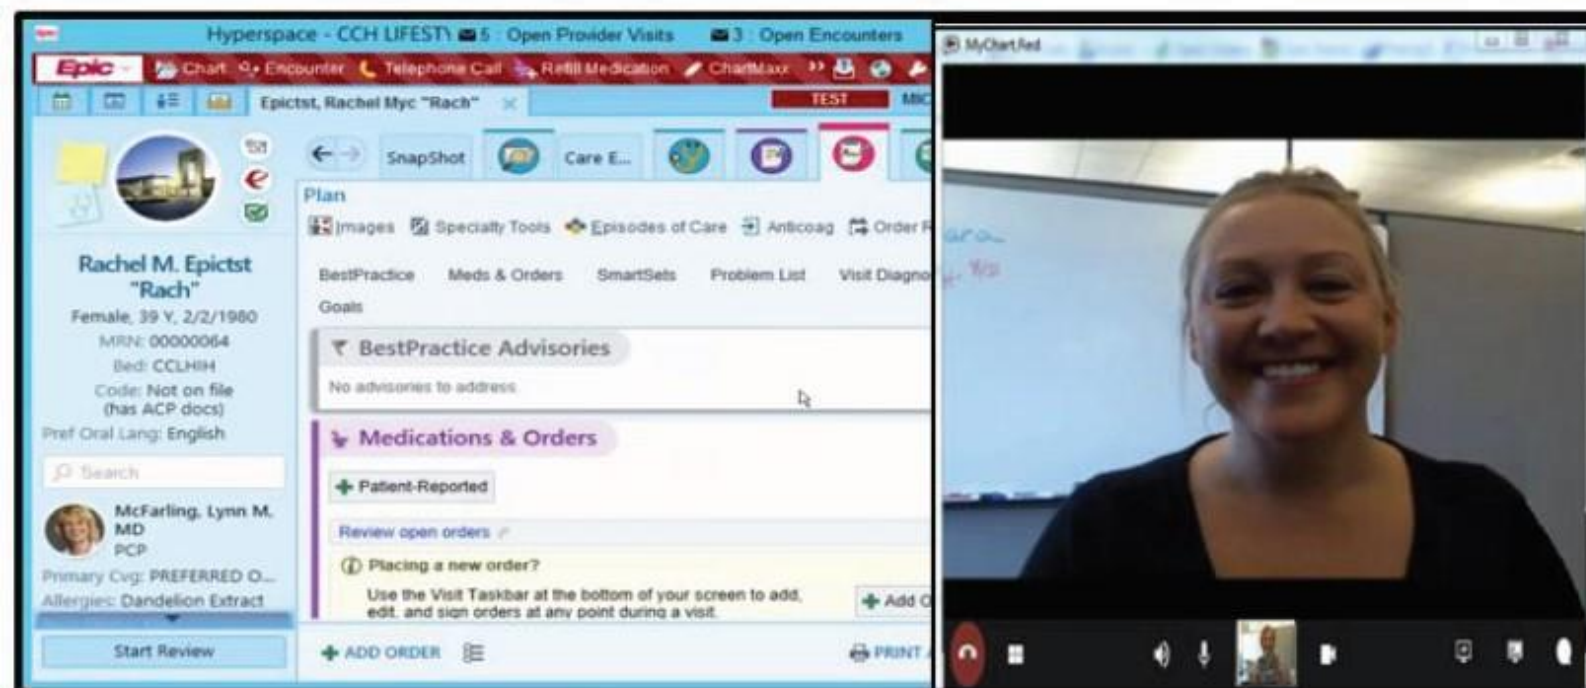 Hyperspace - CCH LIFESTY 5 : Open Provider Visits 3 : Open Encounters
Epic Chart Encounter Telephone Call Refill Medication ChartMaxx
Epictst, Rachel Myc "Rach" TEST MIC
SnapShot Care E...
Plan
Images Specialty Tools Episodes of Care Anticoag Order R
BestPractice Meds & Orders SmartSets Problem List Visit Diagno
Goals
Rachel M. Epictst
"Rach"
Female, 39 Y, 2/2/1980
MRN: 00000064
Bed: CCLHIH
Code: Not on file
(has ACP docs)
Pref Oral Lang: English
Search
McFarling, Lynn M,
MD
PCP
Primary Cvg: PREFERRED O...
Allergies: Dandelion Extract
Start Review
BestPractice Advisories
No advisories to address.
Medications & Orders
Patient-Reported
Review open orders
Placing a new order?
Use the Visit Taskbar at the bottom of your screen to add,
edit, and sign orders at any point during a visit.
Add O
ADD ORDER PRINT A
MyChart.Red